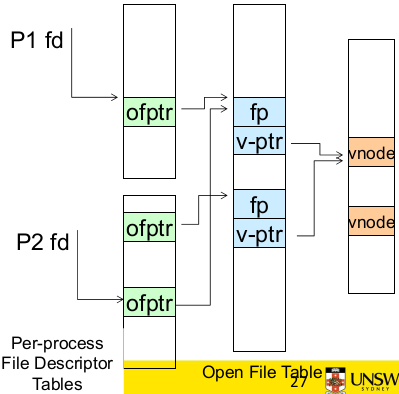 P1 fd
ofptr
fp
v-ptr
vnode
fp
v-ptr
ofptr
vnode
P2 fd
ofptr
Per-process
File Descriptor
Tables
Open File Table
27
UNSW
SYDNEY